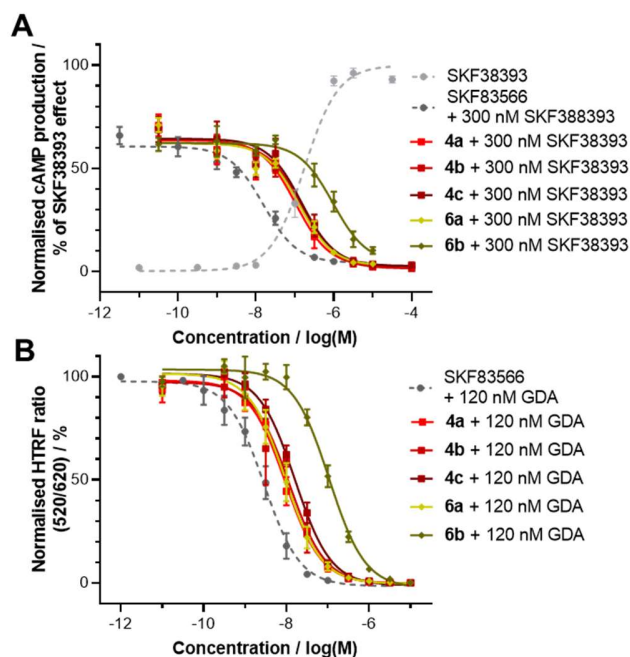 A
Normalised cAMP production /
% of SKF38393 effect
100
50
0
-12
-10
-8
-6
-4
Concentration / log(M)
SKF38393
SKF83566
+ 300 nM SKF388393
4a + 300 nM SKF38393
4b + 300 nM SKF38393
4c + 300 nM SKF38393
6a + 300 nM SKF38393
6b + 300 nM SKF38393
B
Normalised HTRF ratio
(520/620) / %
100
50
0
-12
-10
-8
-6
Concentration / log(M)
SKF83566
+ 120 nM GDA
4a + 120 nM GDA
4b + 120 nM GDA
4c + 120 nM GDA
6a + 120 nM GDA
6b + 120 nM GDA